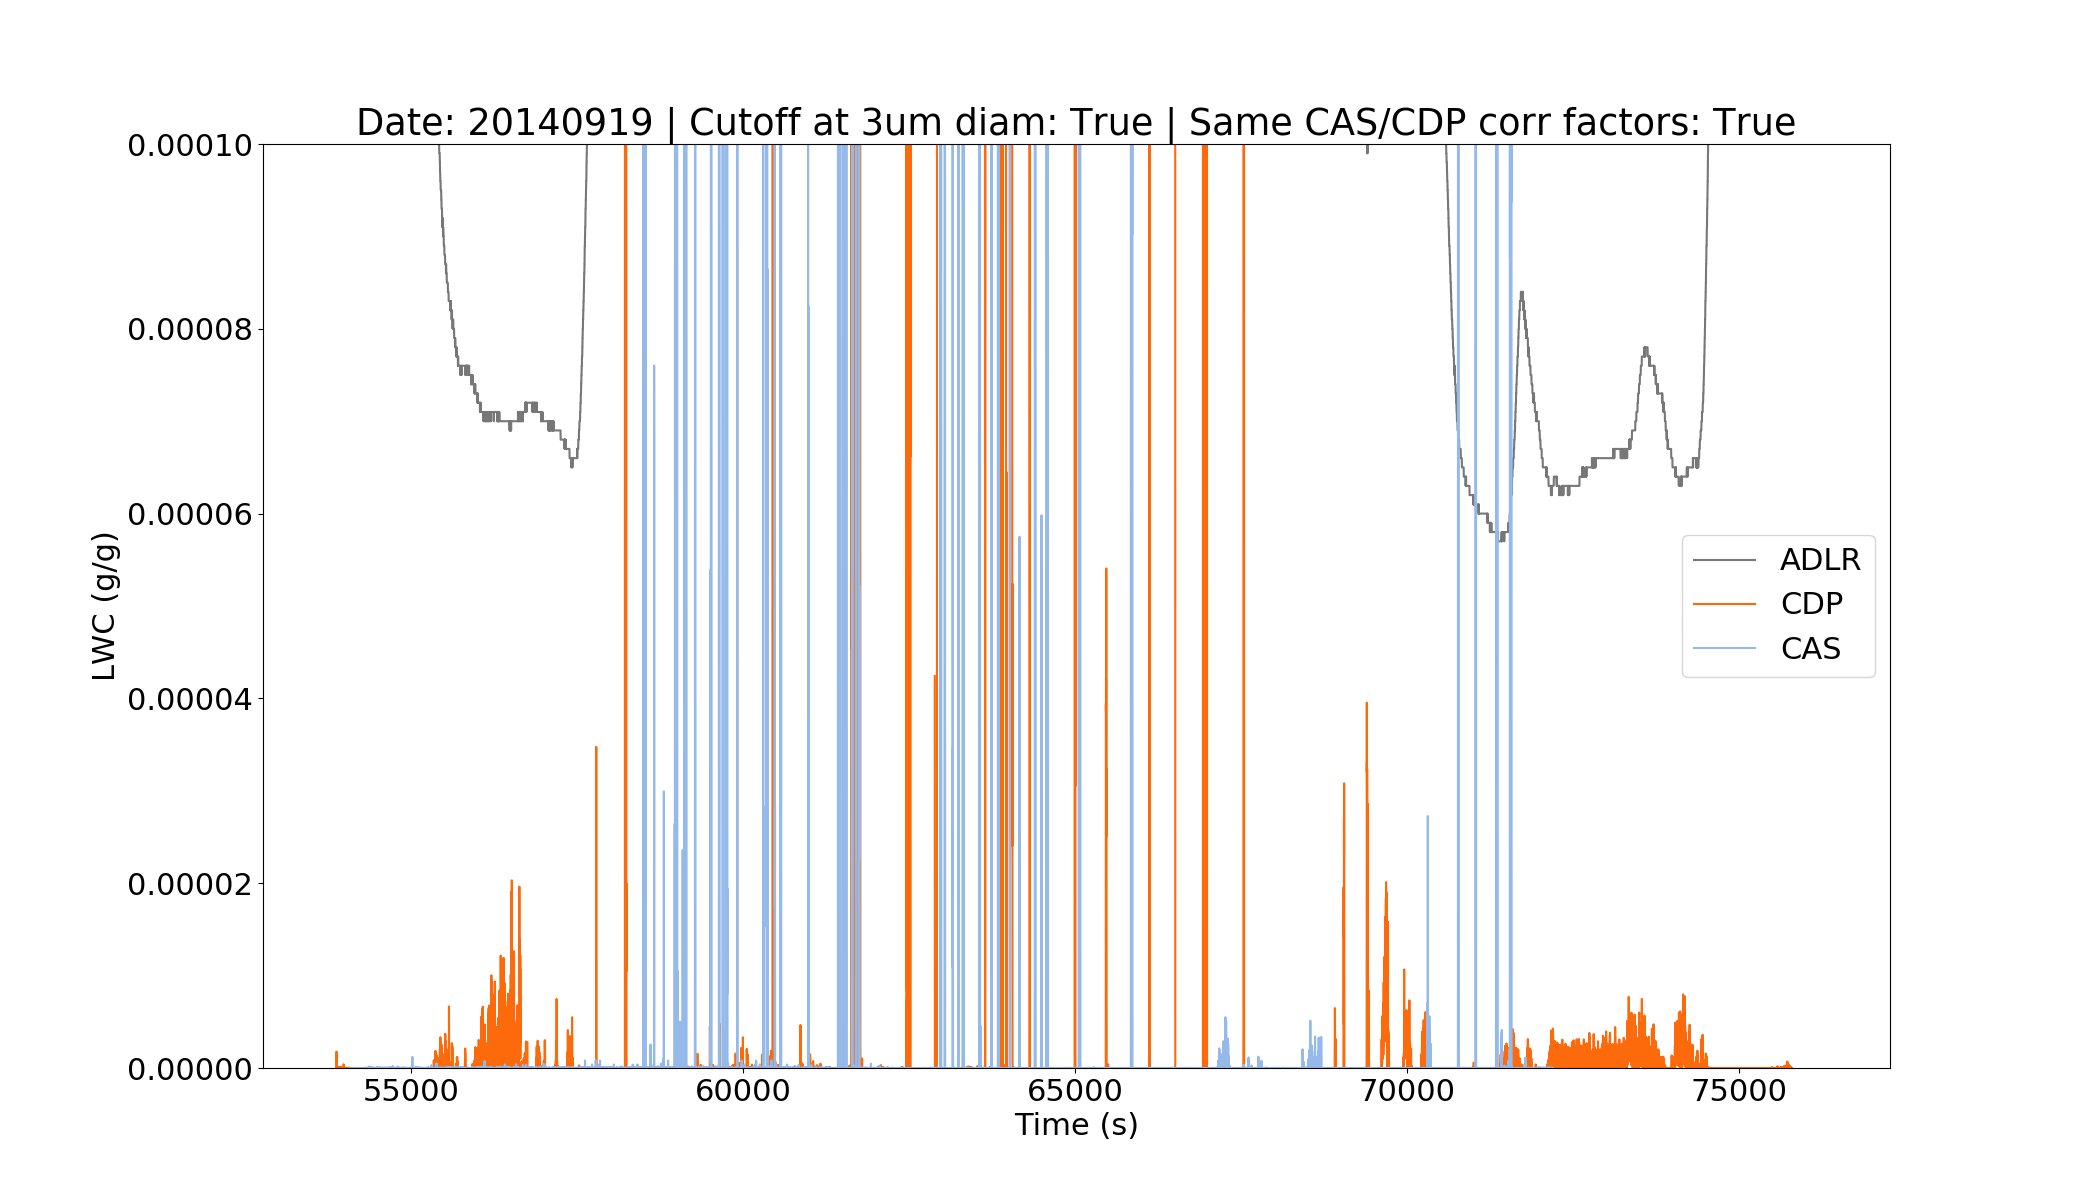 Date: 20140919 | Cutoff at 3um diam: True | Same CAS/CDP corr factors: True
0.00010
0.00008
0.00006
0.00004
0.00002
0.00000
LWC (g/g)
ADLR
CDP
CAS
55000 60000 65000 70000 75000
Time (s)